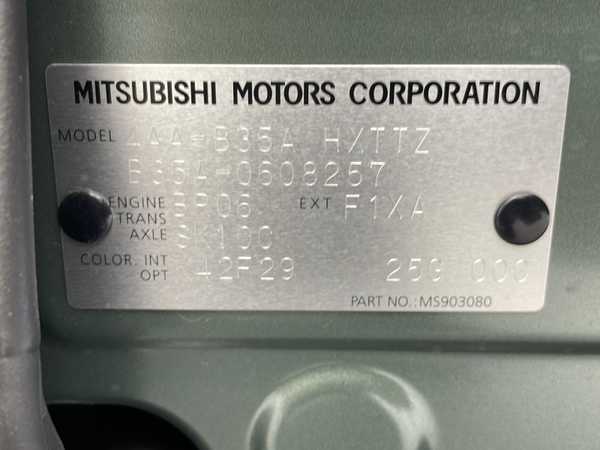 MITSUBISHI MOTORS CORPORATION
MODEL 4AA-B35A HXTTZ
B35A-0608257
ENGINE BR06 EXT F1XA
TRANS
AXLE SK100
COLOR, INT 42F29 25G 000
OPT
PART NO.: MS903080